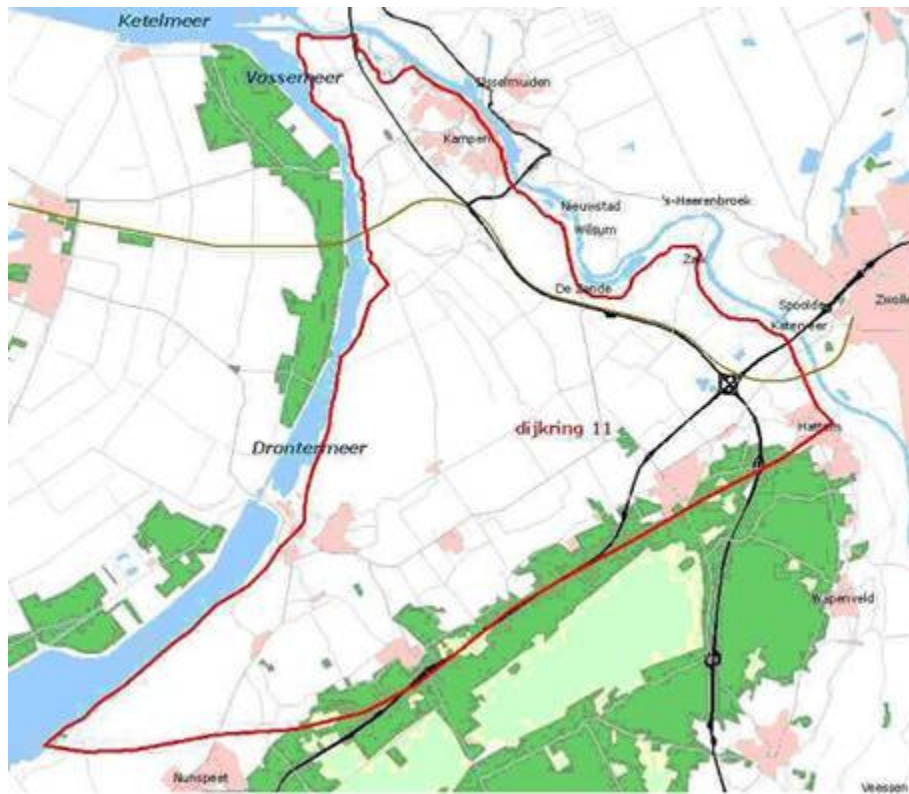 Ketelmeer
Vossemeer
IJsselmuiden
Kampen
's-Heerenbroek
Nieuwstad
Wilsum
Zalk
De Zande
Spoolde
Zwolle
Katerveer
dijkring 11
Hattem
Drontermeer
Wapenveld
Nunspeet
Veessen